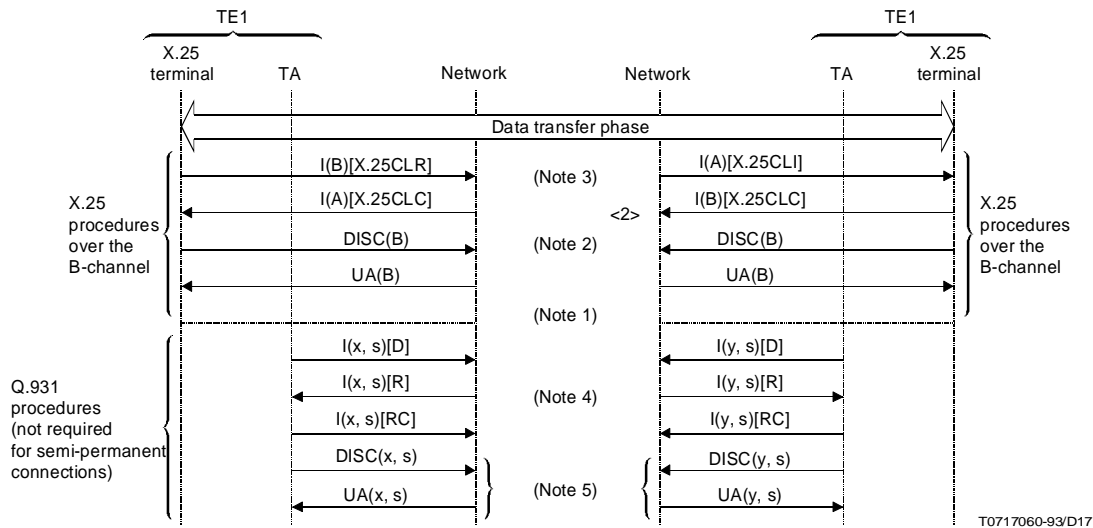 TE1 TE1
X.25 terminal TA Network Network TA X.25 terminal
Data transfer phase
I(B)[X.25CLR] (Note 3) I(A)[X.25CLI]
I(A)[X.25CLC] <2> I(B)[X.25CLC]
DISC(B) (Note 2) DISC(B)
UA(B) UA(B)
X.25
procedures
over the
B-channel
X.25
procedures
over the
B-channel
(Note 1)
I(x, s)[D] I(y, s)[D]
I(x, s)[R] (Note 4) I(y, s)[R]
I(x, s)[RC] I(y, s)[RC]
DISC(x, s) DISC(y, s)
UA(x, s) (Note 5) UA(y, s)
Q.931
procedures
(not required
for semi-permanent
connections)
T0717060-93/D17